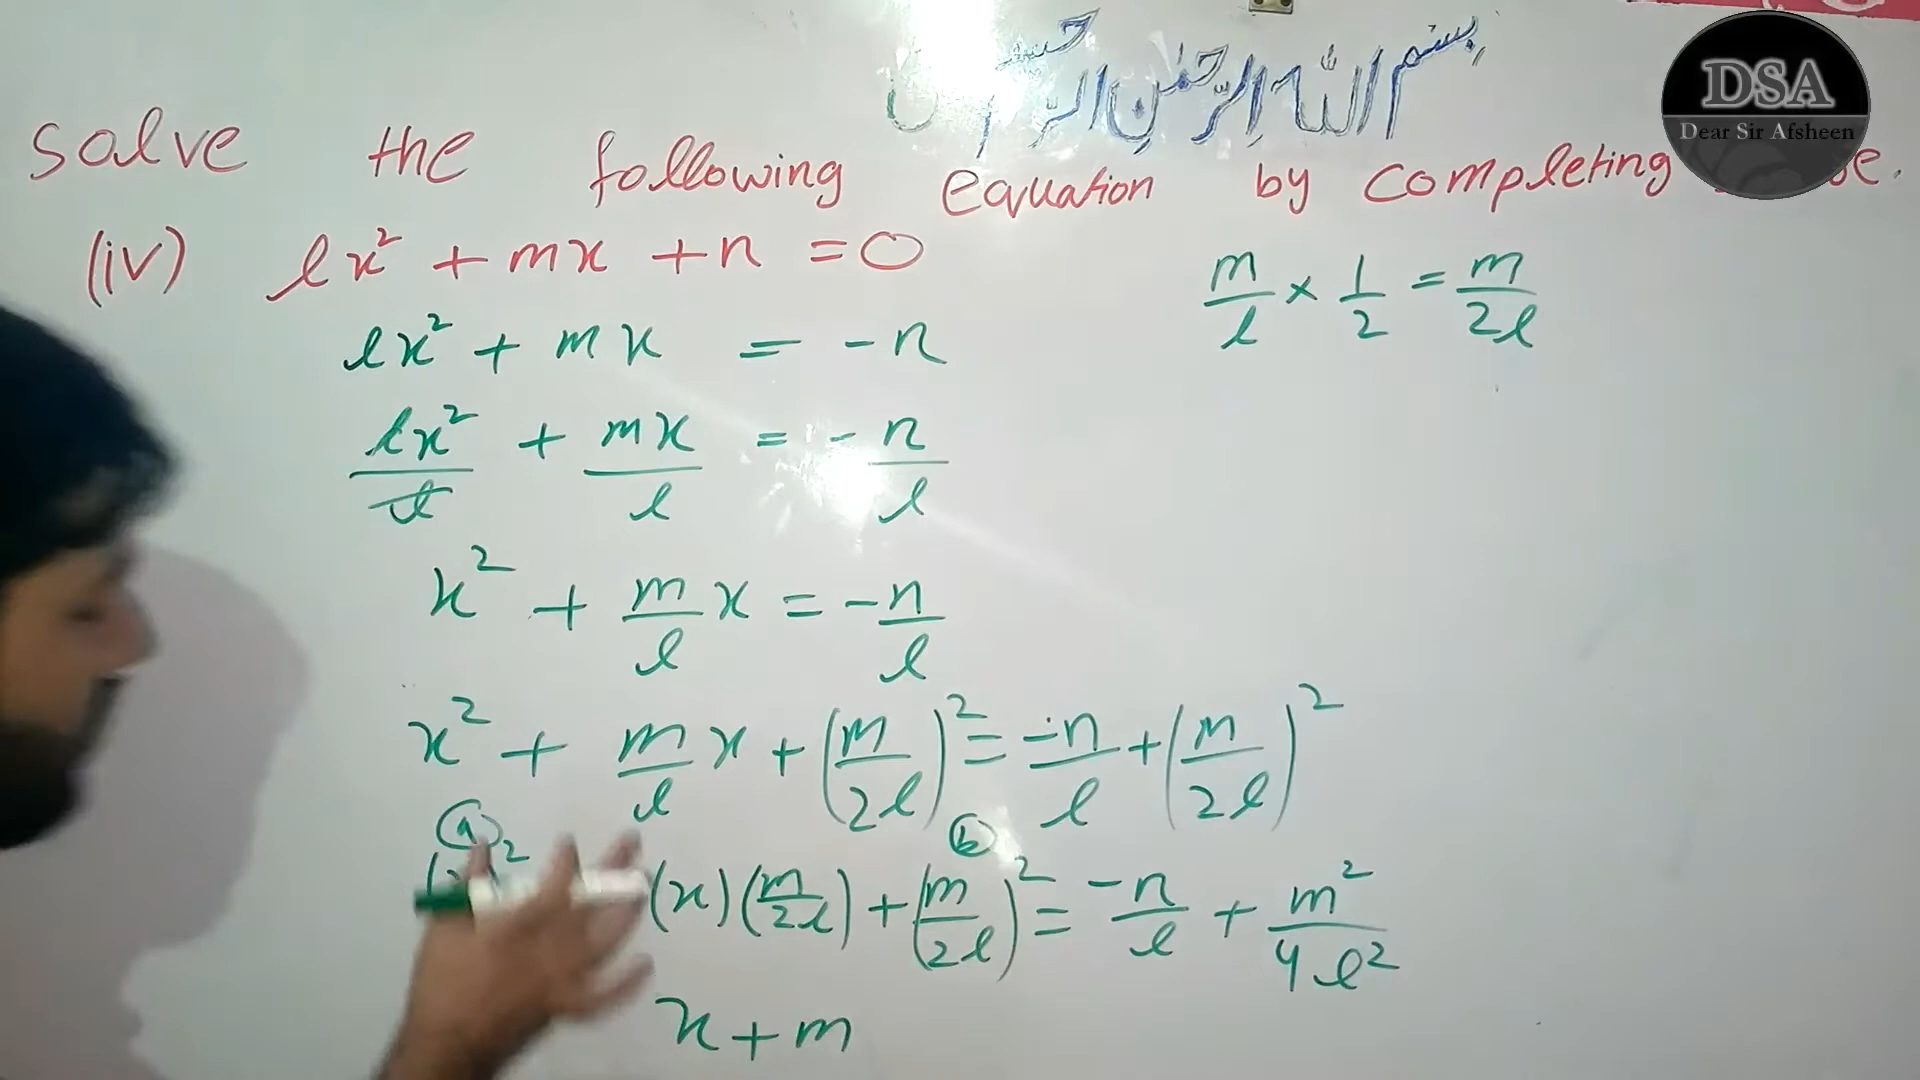 بسم اللہ الرحمٰن الرحیم
DSA
Dear Sir Afsheen
Solve the following equation by completing
(iv) lx² + mx + n = 0
m/l × 1/2 = m/2l
lx² + mx = -n
lx²/l + mx/l = -n/l
x² + m/l x = -n/l
x² + m/l x + (m/2l)² = -n/l + (m/2l)²
a b
(x)(m/2l) + (m/2l)² = -n/l + m²/4l²
x + m